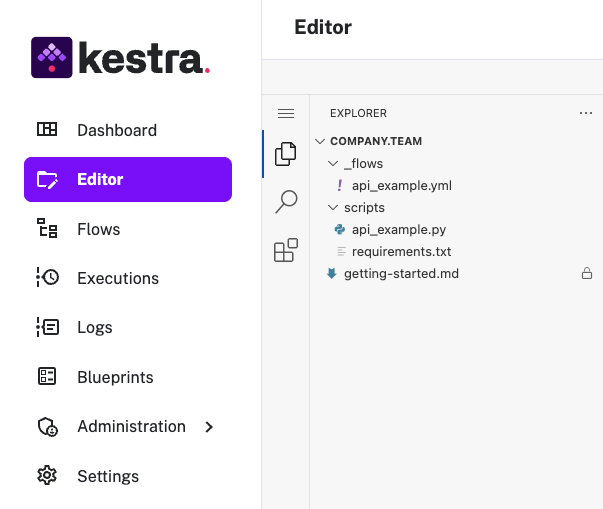 kestra.
Dashboard
Editor
Flows
Executions
Logs
Blueprints
Administration
Settings
Editor
EXPLORER
COMPANY.TEAM
_flows
! api_example.yml
scripts
api_example.py
requirements.txt
getting-started.md